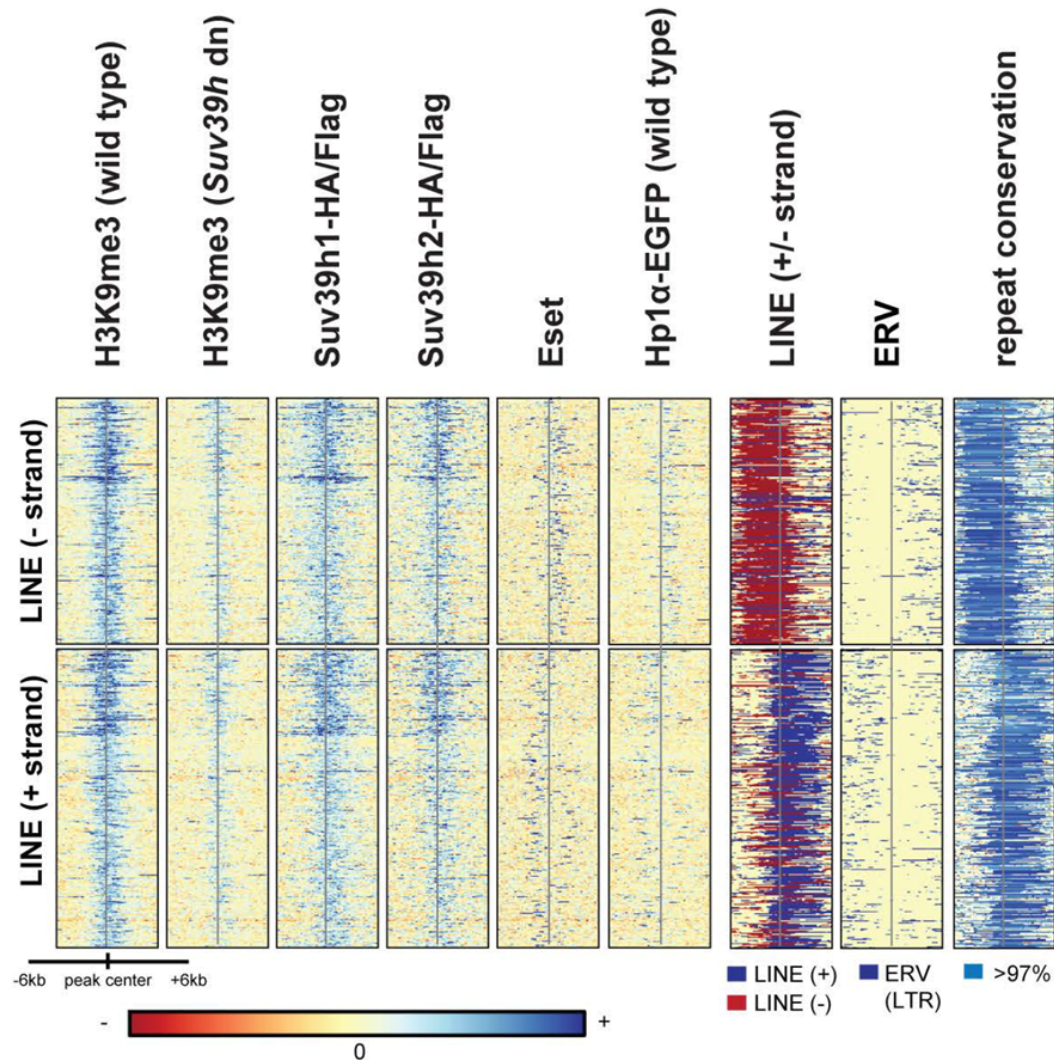 H3K9me3 (wild type)
H3K9me3 (Suv39h dn)
Suv39h1-HA/Flag
Suv39h2-HA/Flag
Eset
Hp1α-EGFP (wild type)
LINE (+/- strand)
ERV
repeat conservation
LINE (- strand)
LINE (+ strand)
-6kb peak center +6kb
LINE (+)
LINE (-)
ERV
(LTR)
>97%
- +
0